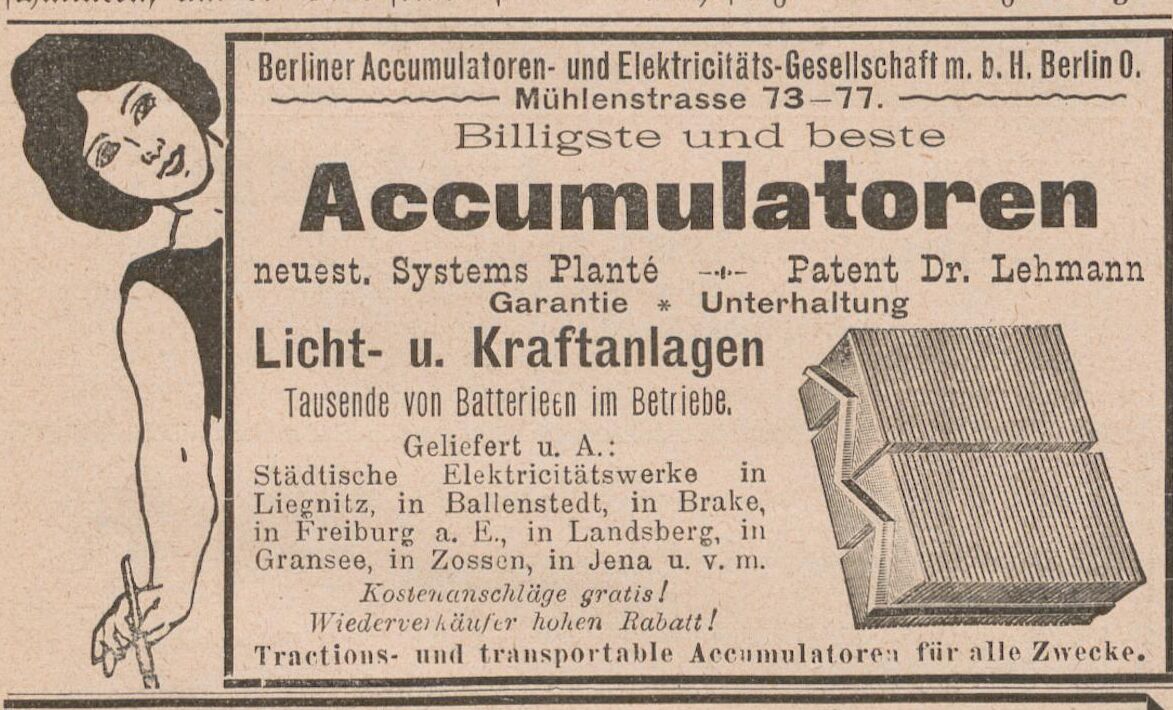 Berliner Accumulatoren- und Elektricitäts-Gesellschaft m. b. H. Berlin O.
Mühlenstrasse 73–77.
Billigste und beste
Accumulatoren
neuest. Systems Planté Patent Dr. Lehmann
Garantie * Unterhaltung
Licht- u. Kraftanlagen
Tausende von Batterieen im Betriebe.
Geliefert u. A.:
Städtische Elektricitätswerke in
Liegnitz, in Ballenstedt, in Brake,
in Freiburg a. E., in Landsberg, in
Gransee, in Zossen, in Jena u. v. m.
Kostenanschläge gratis!
Wiederverkäufer hohen Rabatt!
Tractions- und transportable Accumulatoren für alle Zwecke.